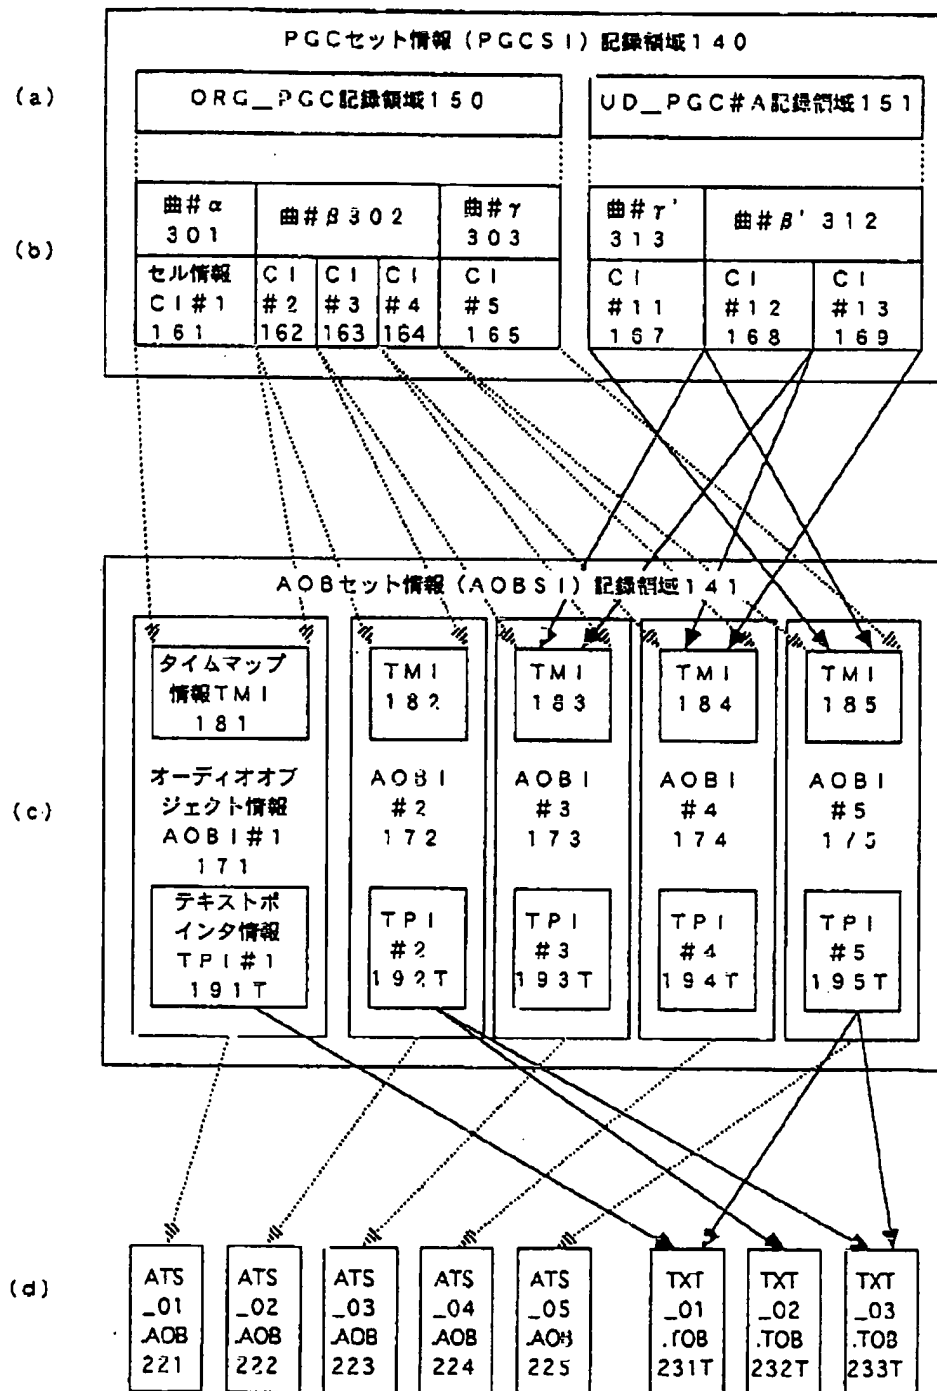 PGCセット情報（PGCSI）記録領域140
(a)
ORG_PGC記録領域150
UD_PGC#A記録領域151
(b)
曲#α
301
曲#β302
曲#γ
303
曲#γ'
313
曲#β' 312
セル情報
CI#1
161
CI
#2
162
CI
#3
163
CI
#4
164
CI
#5
165
CI
#11
167
CI
#12
168
CI
#13
169
AOBセット情報（AOBSI）記録領域141
(c)
タイムマップ
情報TMI
181
オーディオオブ
ジェクト情報
AOBI#1
171
テキストポ
インタ情報
TPI#1
191T
TMI
182
AOBI
#2
172
TPI
#2
192T
TMI
183
AOBI
#3
173
TPI
#3
193T
TMI
184
AOBI
#4
174
TPI
#4
194T
TMI
185
AOBI
#5
175
TPI
#5
195T
(d)
ATS
_01
.AOB
221
ATS
_02
.AOB
222
ATS
_03
.AOB
223
ATS
_04
.AOB
224
ATS
_05
.AOB
225
TXT
_01
.TOB
231T
TXT
_02
.TOB
232T
TXT
_03
.TOB
233T